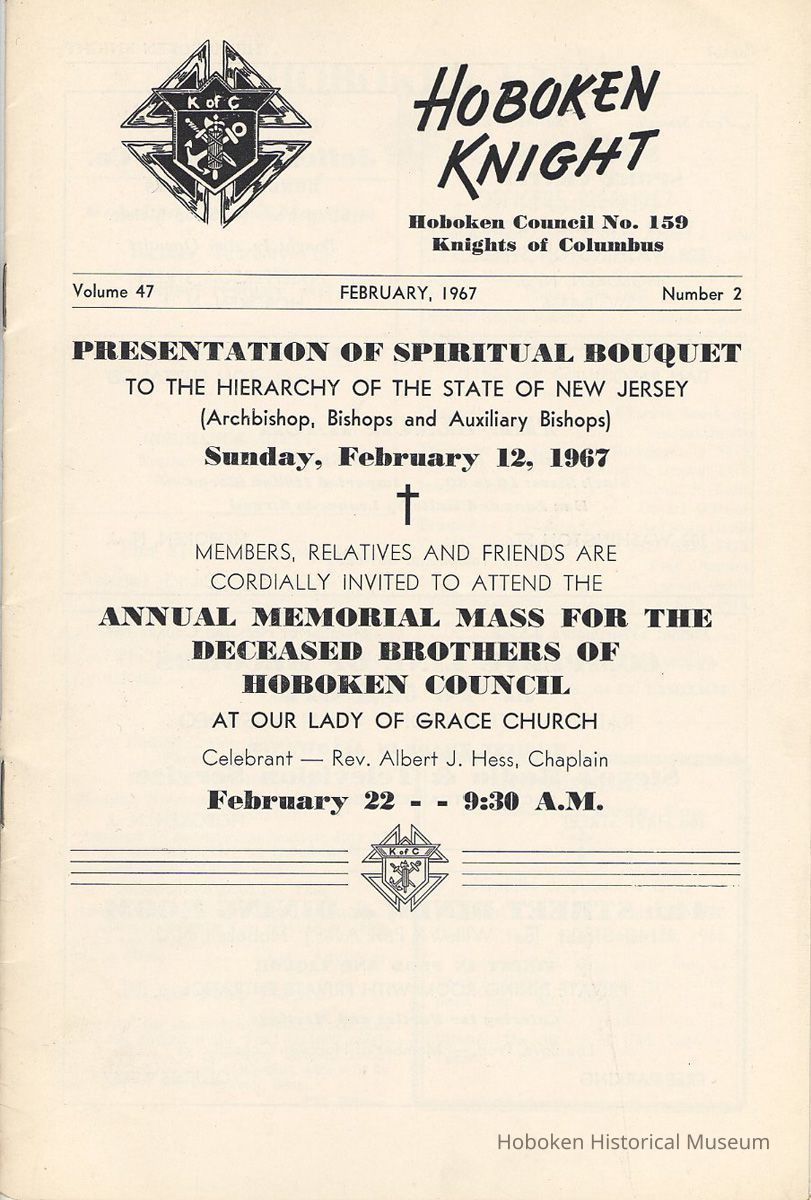 K of C
HOBOKEN
KNIGHT
Hoboken Council No. 159
Knights of Columbus
Volume 47 FEBRUARY, 1967 Number 2
PRESENTATION OF SPIRITUAL BOUQUET
TO THE HIERARCHY OF THE STATE OF NEW JERSEY
(Archbishop, Bishops and Auxiliary Bishops)
Sunday, February 12, 1967
MEMBERS, RELATIVES AND FRIENDS ARE
CORDIALLY INVITED TO ATTEND THE
ANNUAL MEMORIAL MASS FOR THE
DECEASED BROTHERS OF
HOBOKEN COUNCIL
AT OUR LADY OF GRACE CHURCH
Celebrant — Rev. Albert J. Hess, Chaplain
February 22 - - 9:30 A.M.
K of C
Hoboken Historical Museum